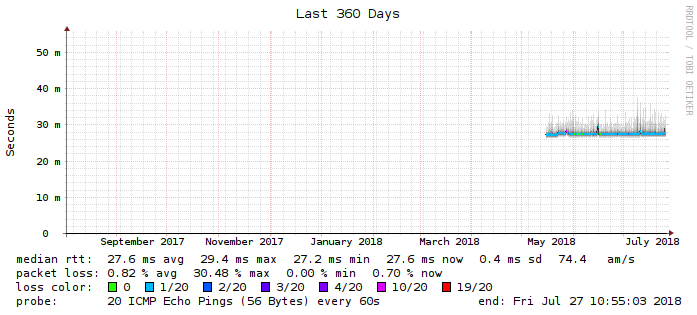 Last 360 Days
RRDTOOL / TOBI OETIKER
Seconds
50 m
40 m
30 m
20 m
10 m
0
September 2017 November 2017 January 2018 March 2018 May 2018 July 2018
median rtt: 27.6 ms avg 29.4 ms max 27.2 ms min 27.6 ms now 0.4 ms sd 74.4 am/s
packet loss: 0.82 % avg 30.48 % max 0.00 % min 0.70 % now
loss color: 0 1/20 2/20 3/20 4/20 10/20 19/20
probe: 20 ICMP Echo Pings (56 Bytes) every 60s end: Fri Jul 27 10:55:03 2018